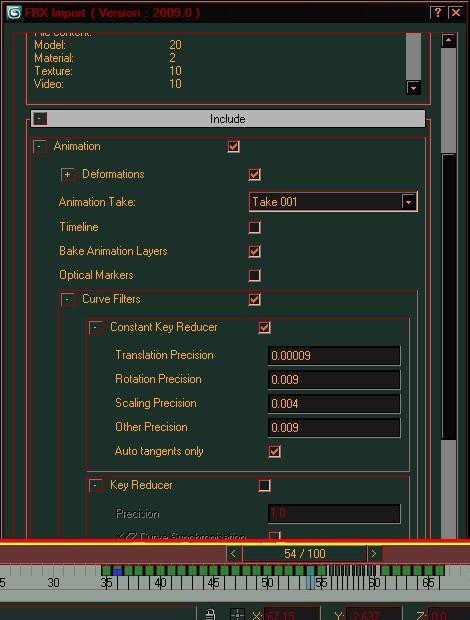 FBX Import ( Version : 2009.0 )
File content:
Model: 20
Material: 2
Texture: 10
Video: 10
Include
Animation
Deformations
Animation Take: Take 001
Timeline
Bake Animation Layers
Optical Markers
Curve Filters
Constant Key Reducer
Translation Precision 0.00009
Rotation Precision 0.009
Scaling Precision 0.004
Other Precision 0.009
Auto tangents only
Key Reducer
Precision 1.0
XYZ Curve Synchronisation
54 / 100
30 35 40 45 50 55 60 65
X: 67.15 Y: -2.637 Z: 0.0